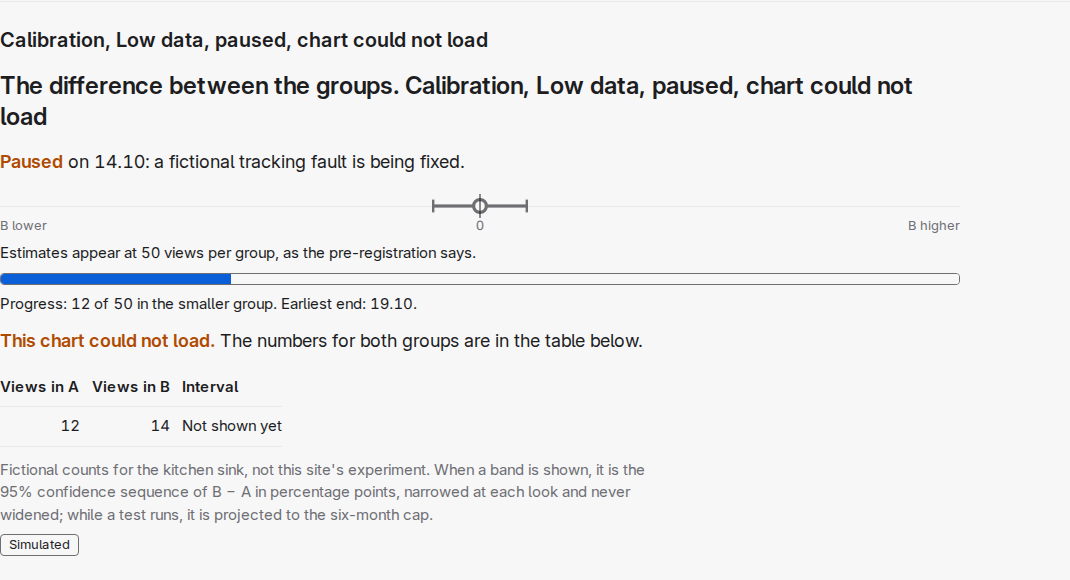 Calibration, Low data, paused, chart could not load
The difference between the groups. Calibration, Low data, paused, chart could not
load
Paused on 14.10: a fictional tracking fault is being fixed.
B lower 0 B higher
Estimates appear at 50 views per group, as the pre-registration says.
Progress: 12 of 50 in the smaller group. Earliest end: 19.10.
This chart could not load. The numbers for both groups are in the table below.
Views in A Views in B Interval
12 14 Not shown yet
Fictional counts for the kitchen sink, not this site's experiment. When a band is shown, it is the
95% confidence sequence of B − A in percentage points, narrowed at each look and never
widened; while a test runs, it is projected to the six-month cap.
Simulated